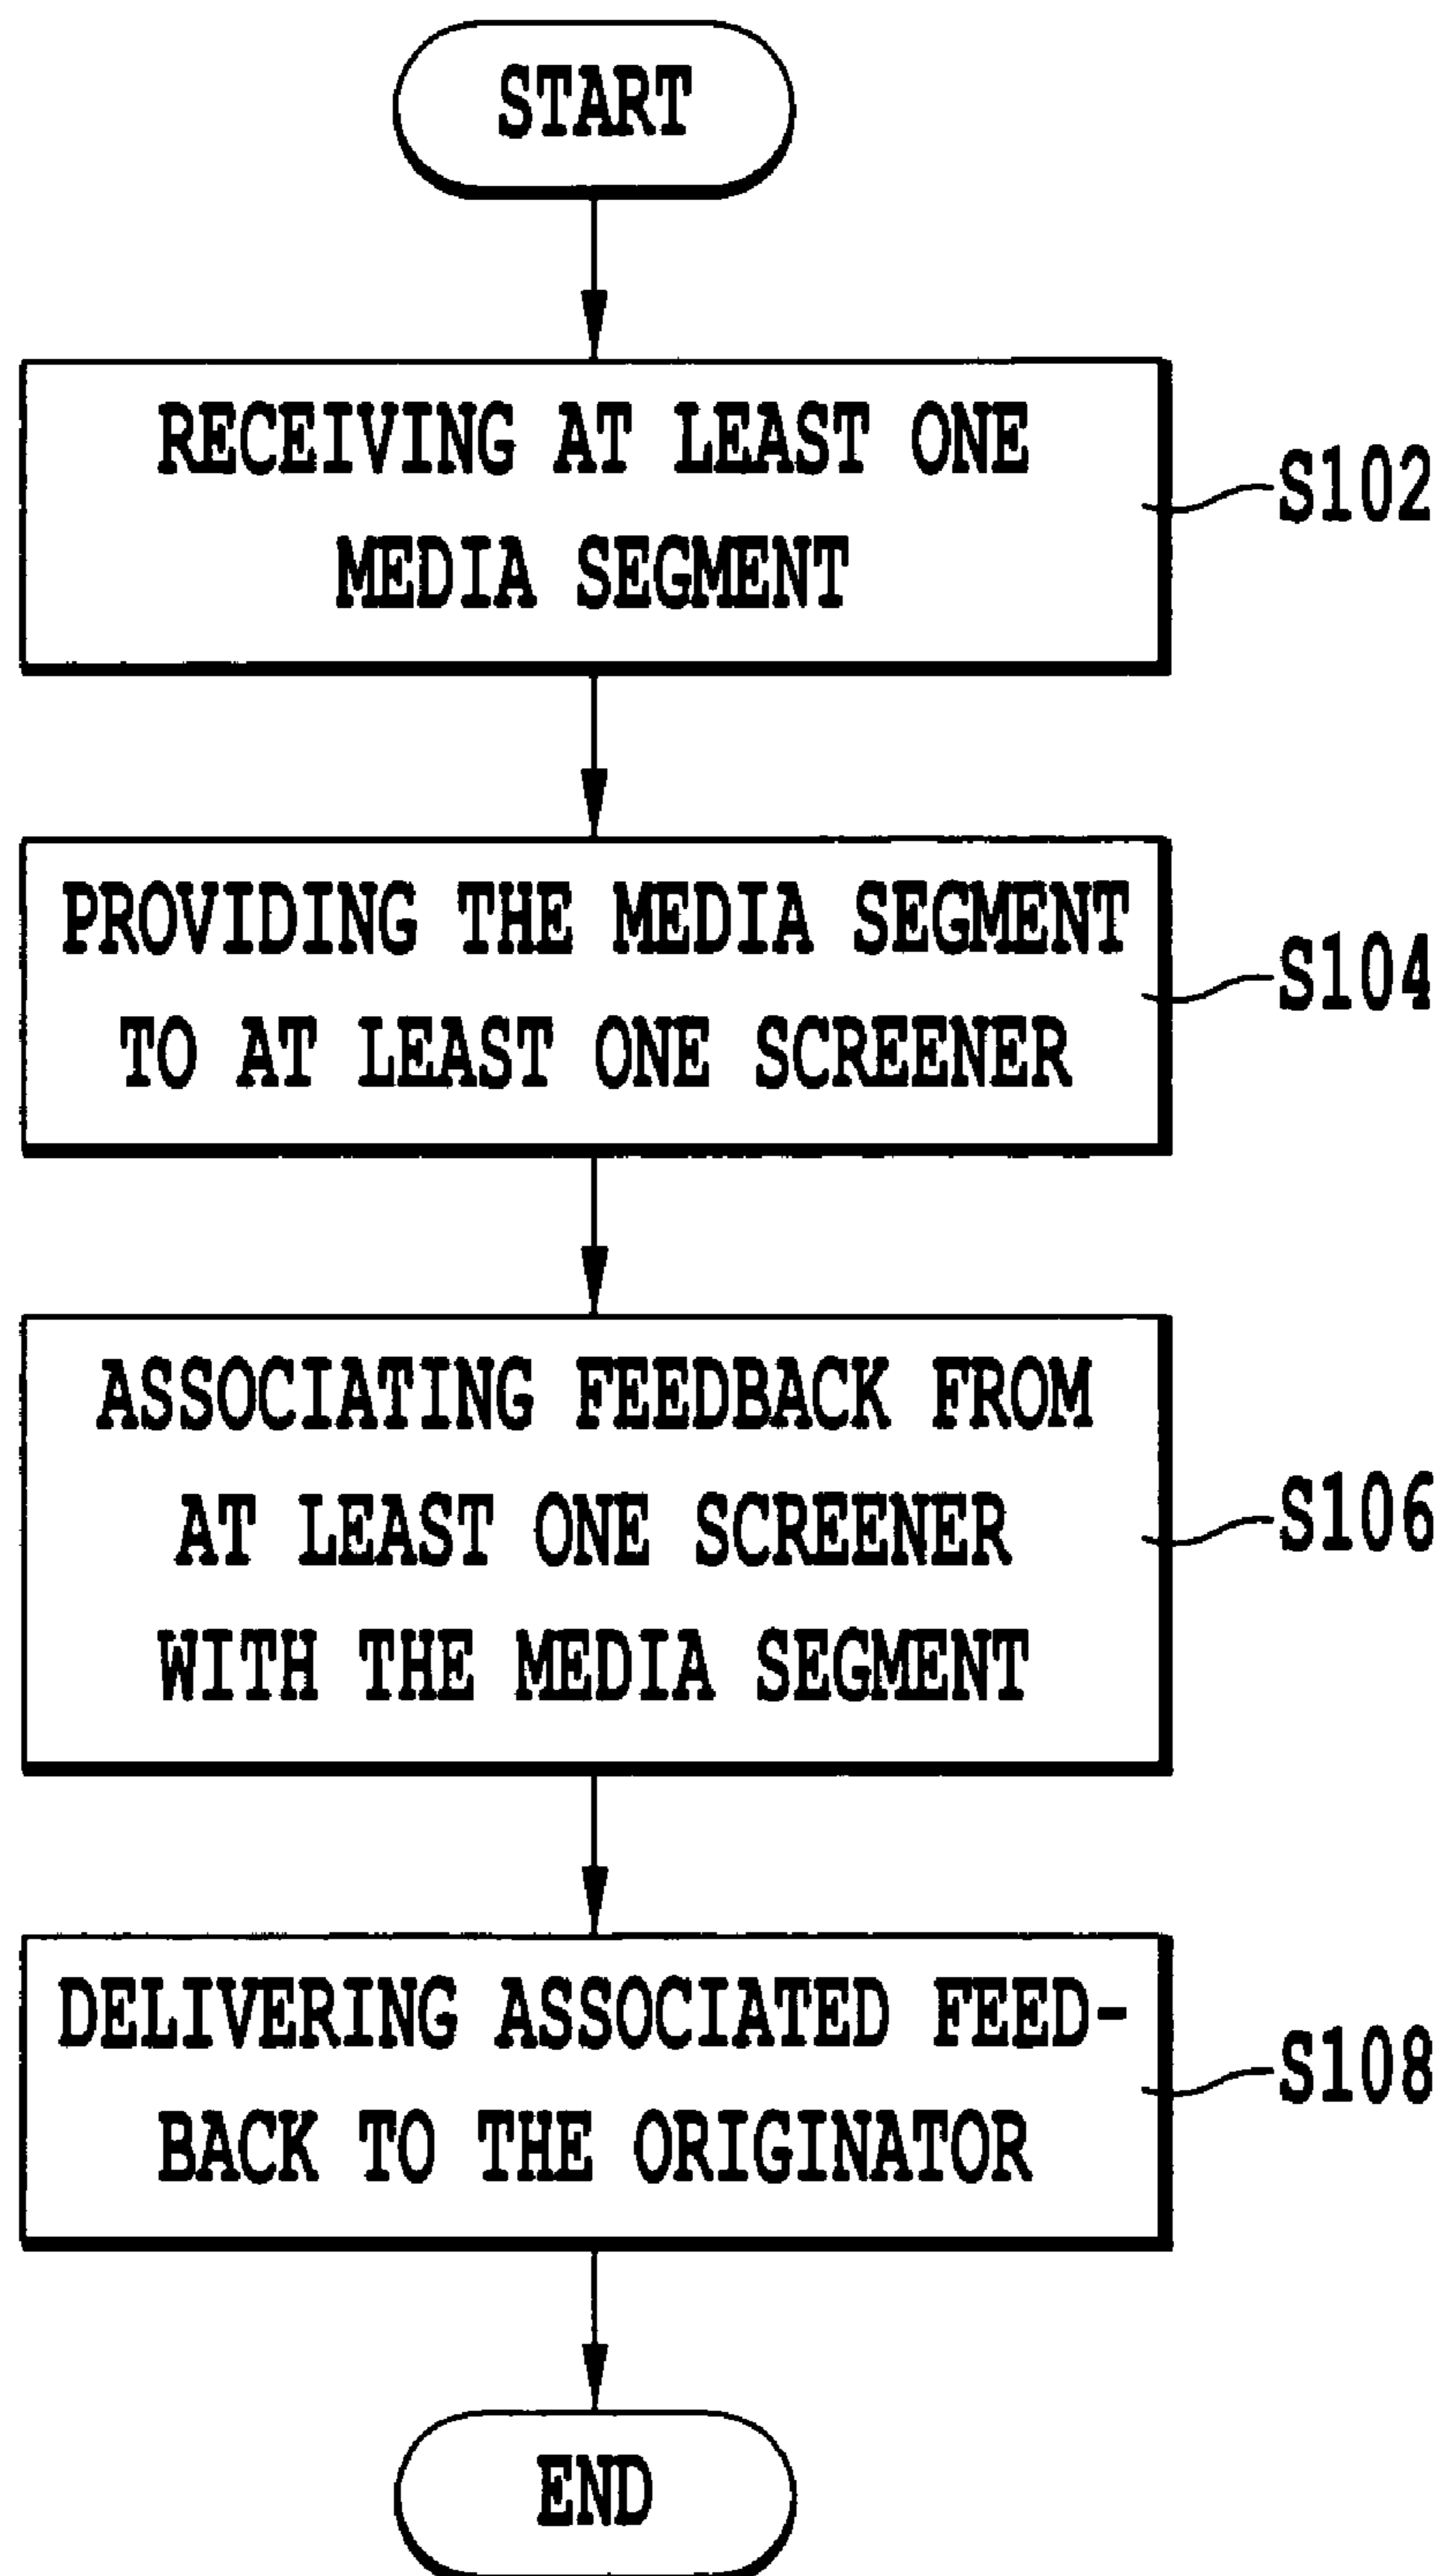 START
RECEIVING AT LEAST ONE
MEDIA SEGMENT
S102
PROVIDING THE MEDIA SEGMENT
TO AT LEAST ONE SCREENER
S104
ASSOCIATING FEEDBACK FROM
AT LEAST ONE SCREENER
WITH THE MEDIA SEGMENT
S106
DELIVERING ASSOCIATED FEED-
BACK TO THE ORIGINATOR
S108
END